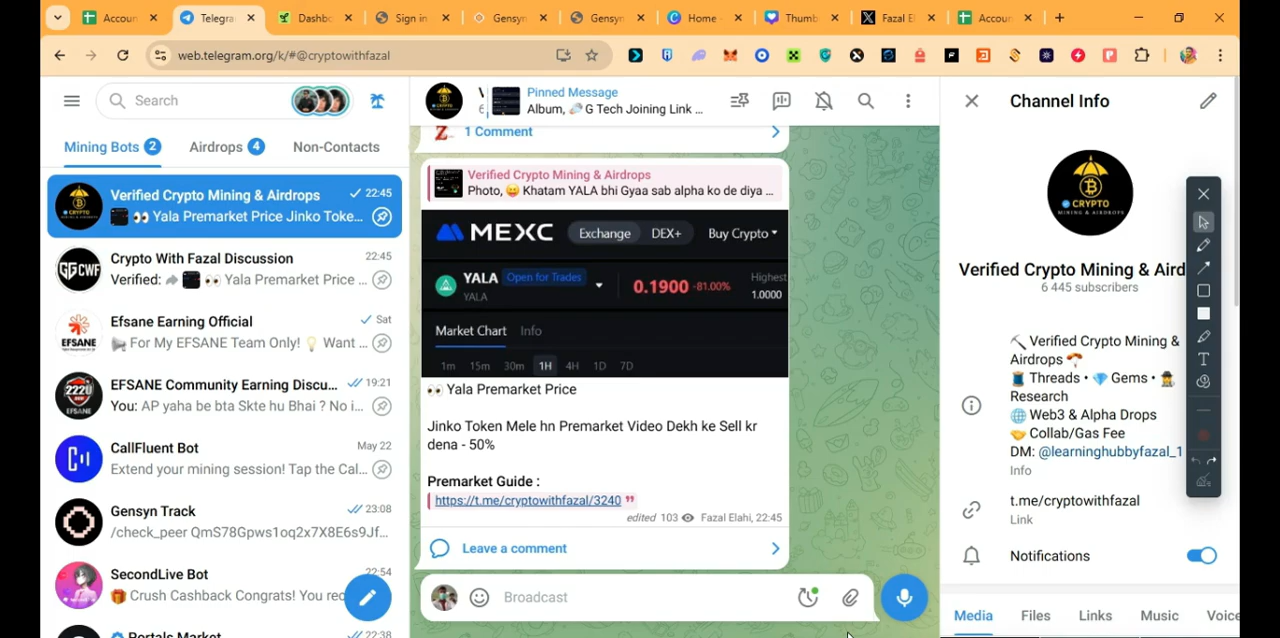 Accoun
Telegra
Dashb
Sign in
Gensyn
Gensyn
Home -
Thumb
Fazal El
Accoun
web.telegram.org/k/#@cryptowithfazal
Search
Mining Bots 2
Airdrops 4
Non-Contacts
Verified Crypto Mining & Airdrops 22:45
👀 Yala Premarket Price Jinko Toke...
Crypto With Fazal Discussion 22:45
Verified: 👀 Yala Premarket Price ...
Efsane Earning Official Sat
📢 For My EFSANE Team Only! 💡 Want ...
EFSANE Community Earning Discu... 19:21
You: AP yaha be bta Skte hu Bhai ? No i...
CallFluent Bot May 22
Extend your mining session! Tap the Cal...
Gensyn Track 23:08
/check_peer QmS78Gpws1oq2x7X8E6s9Jf...
SecondLive Bot 22:54
🎁 Crush Cashback Congrats! You rec
Portals Market 22:38
Pinned Message
Album, 🔗 G Tech Joining Link ...
1 Comment
Verified Crypto Mining & Airdrops
Photo, 😛 Khatam YALA bhi Gyaa sab alpha ko de diya ...
MEXC Exchange DEX+ Buy Crypto
YALA Open for Trades
YALA
0.1900 -81.00%
Highest
1.0000
Market Chart Info
1m 15m 30m 1H 4H 1D 7D
👀 Yala Premarket Price
Jinko Token Mele hn Premarket Video Dekh ke Sell kr
dena - 50%
Premarket Guide :
https://t.me/cryptowithfazal/3240
edited 103 Fazal Elahi, 22:45
Leave a comment
Broadcast
Channel Info
CRYPTO
MINING & AIRDROPS
Verified Crypto Mining & Aird
6 445 subscribers
⛏️ Verified Crypto Mining &
Airdrops 🪂
🧵 Threads • 💎 Gems • 🕵️
Research
🌐 Web3 & Alpha Drops
🤝 Collab/Gas Fee
DM: @learninghubbyfazal_1
Info
t.me/cryptowithfazal
Link
Notifications
Media
Files
Links
Music
Voice